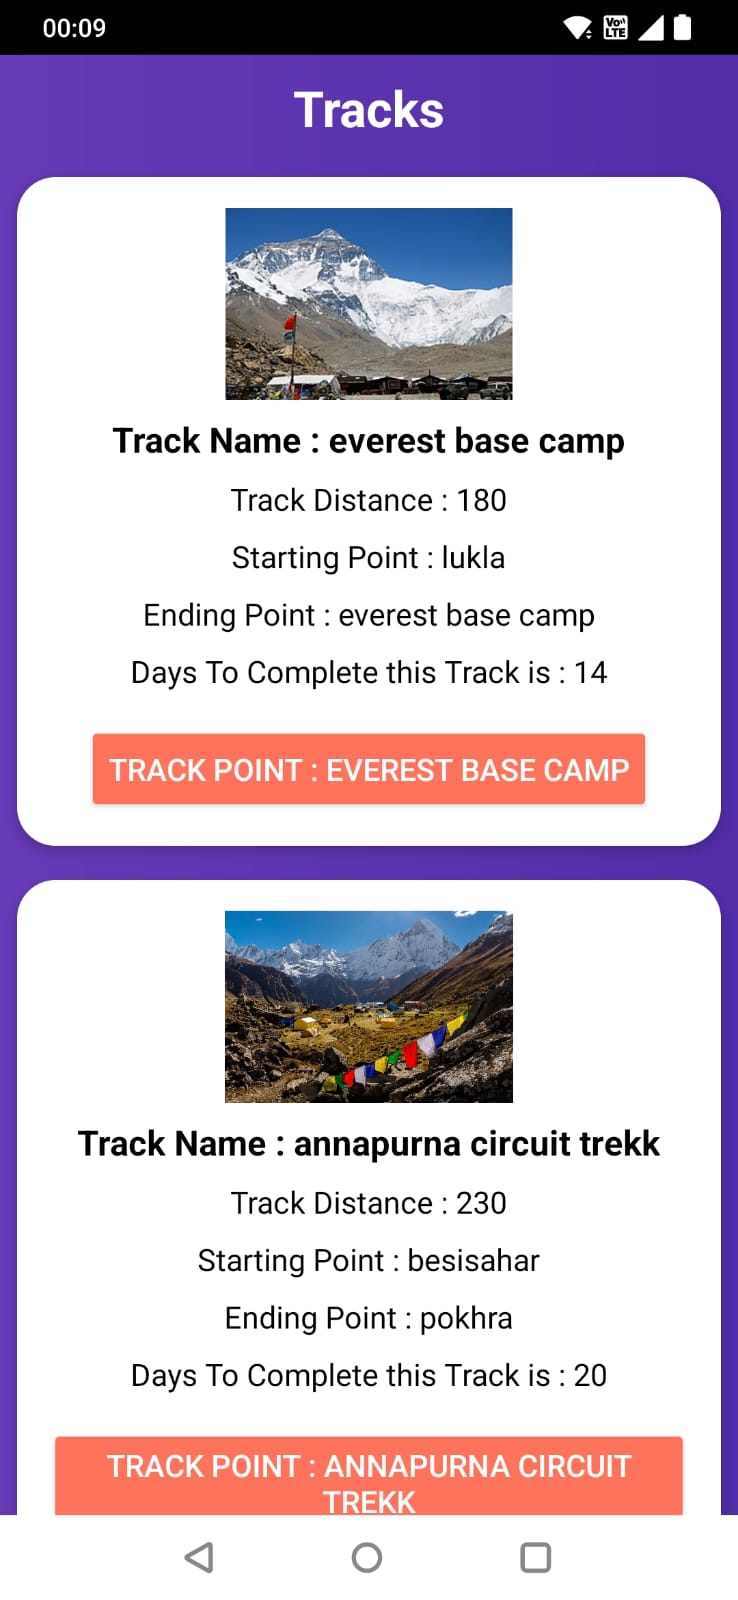 00:09
Vo))
LTE
Tracks
Track Name : everest base camp
Track Distance : 180
Starting Point : lukla
Ending Point : everest base camp
Days To Complete this Track is : 14
TRACK POINT : EVEREST BASE CAMP
Track Name : annapurna circuit trekk
Track Distance : 230
Starting Point : besisahar
Ending Point : pokhra
Days To Complete this Track is : 20
TRACK POINT : ANNAPURNA CIRCUIT
TREKK